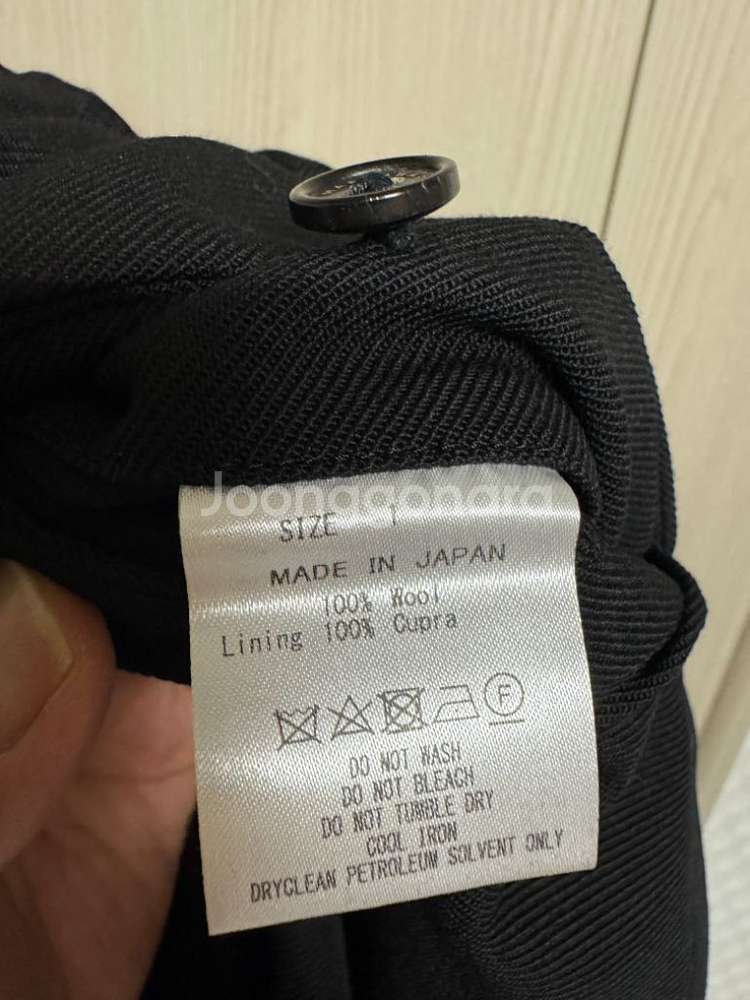 Joonggonara
SIZE 1
MADE IN JAPAN
100% Wool
Lining 100% Cupra
F
DO NOT WASH
DO NOT BLEACH
DO NOT TUMBLE DRY
COOL IRON
DRYCLEAN PETROLEUM SOLVENT ONLY